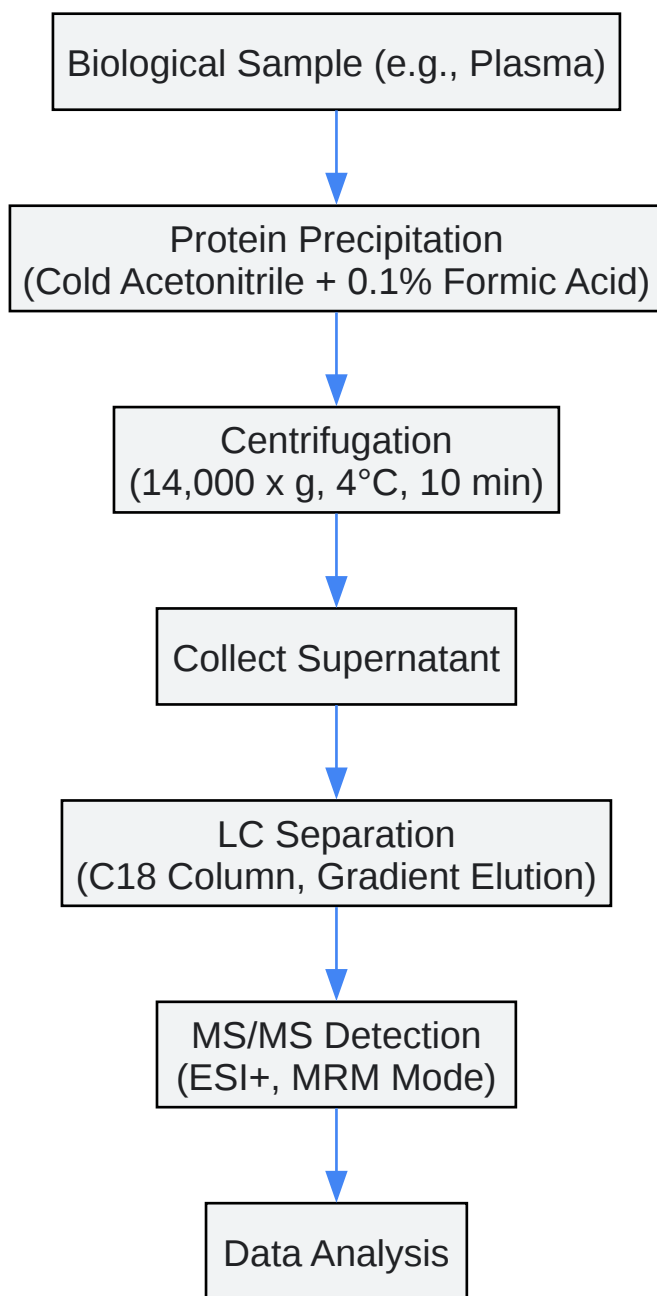 Biological Sample (e.g., Plasma)
Protein Precipitation
(Cold Acetonitrile + 0.1% Formic Acid)
Centrifugation
(14,000 x g, 4°C, 10 min)
Collect Supernatant
LC Separation
(C18 Column, Gradient Elution)
MS/MS Detection
(ESI+, MRM Mode)
Data Analysis